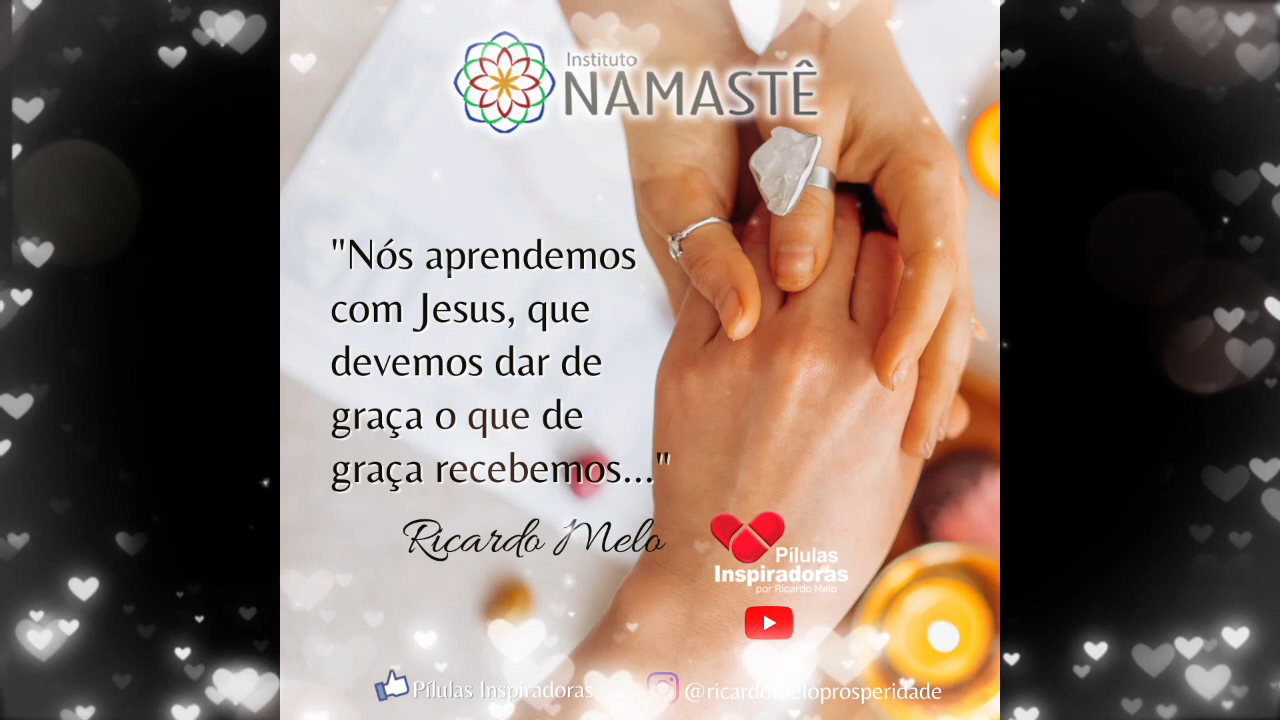 Instituto
NAMASTÊ
"Nós aprendemos
com Jesus, que
devemos dar de
graça o que de
graça recebemos..."
Ricardo Melo
Pílulas
Inspiradoras
por Ricardo Melo
Pílulas Inspiradoras
@ricardomeloprosperidade